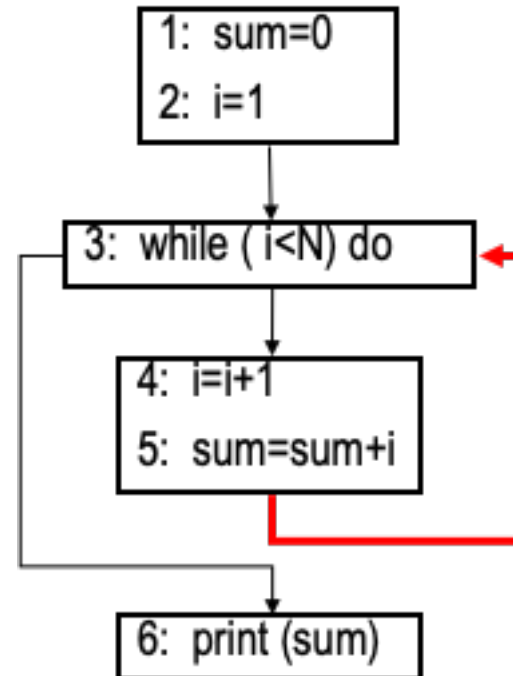 1: sum=0
2: i=1
3: while ( i<N) do
4: i=i+1
5: sum=sum+i
6: print (sum)